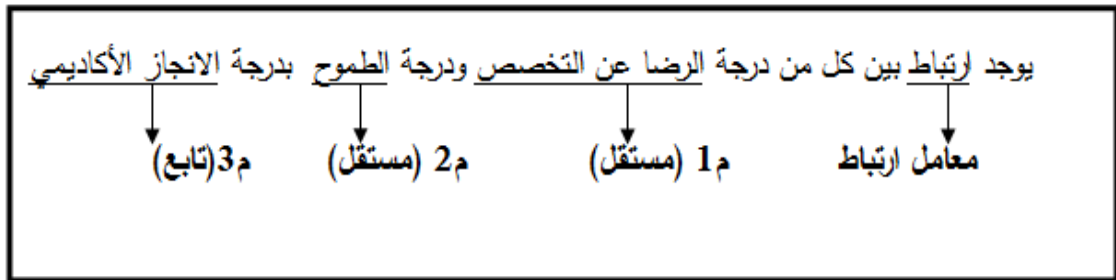 يوجد ارتباط بين كل من درجة الرضا عن التخصص ودرجة الطموح بدرجة الانجاز الأكاديمي
معامل ارتباط م1 (مستقل) م2 (مستقل) م3(تابع)